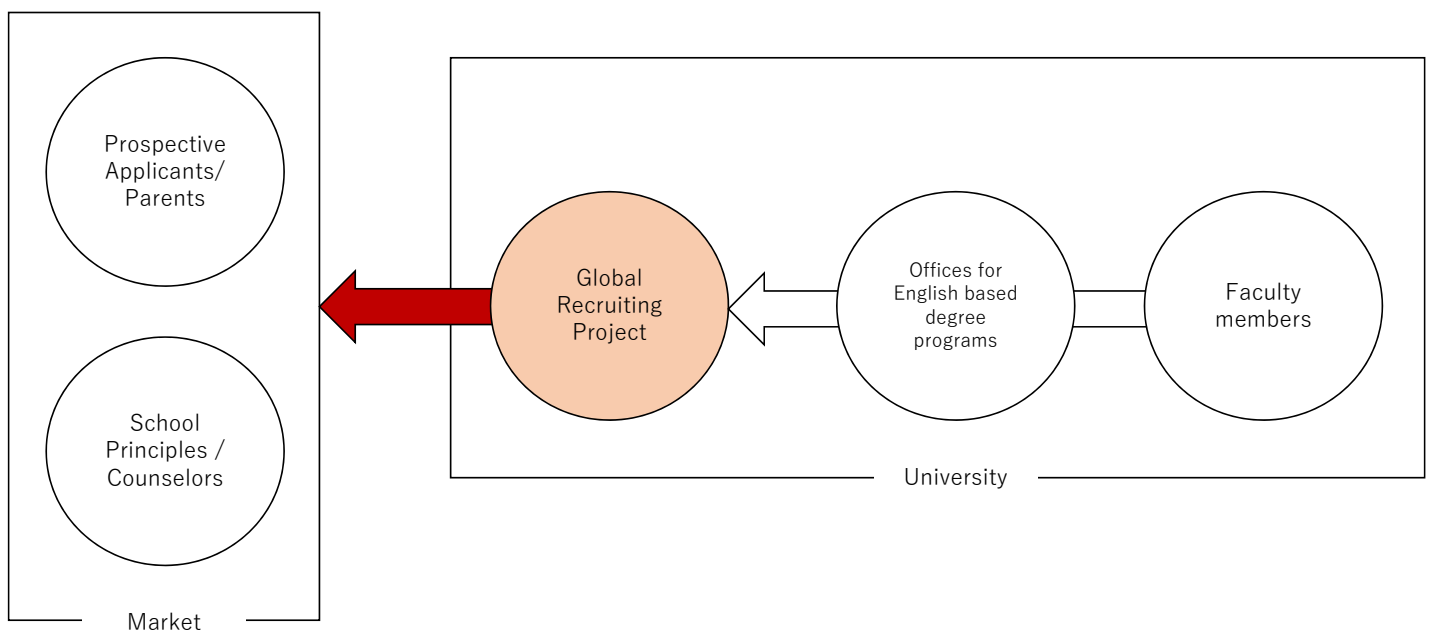 Prospective
Applicants/
Parents
School
Principles /
Counselors
Market
Global
Recruiting
Project
Offices for
English based
degree
programs
Faculty
members
University